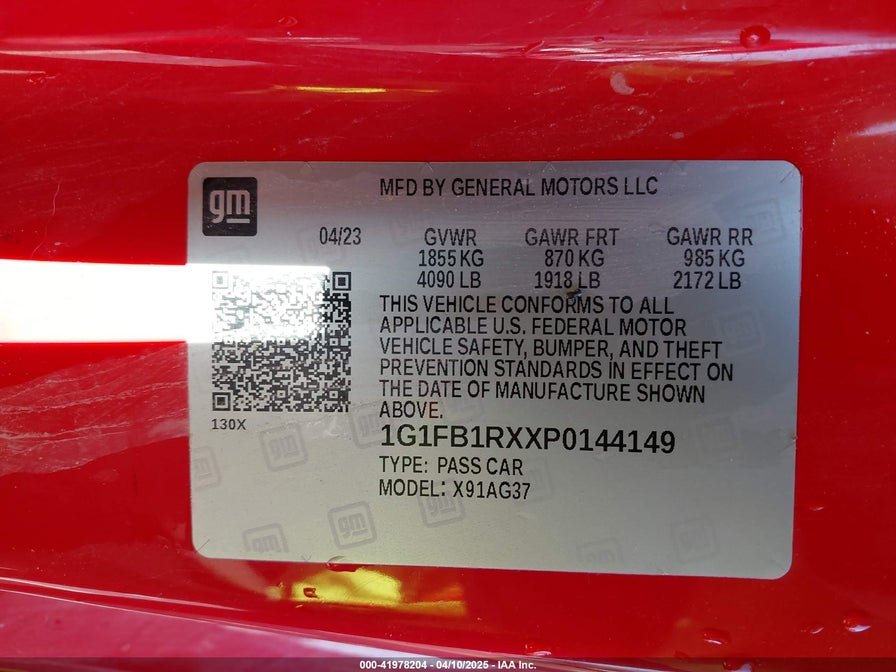 MFD BY GENERAL MOTORS LLC
gm
04/23 GVWR GAWR FRT GAWR RR
1855 KG 870 KG 985 KG
4090 LB 1918 LB 2172 LB
THIS VEHICLE CONFORMS TO ALL
APPLICABLE U.S. FEDERAL MOTOR
VEHICLE SAFETY, BUMPER, AND THEFT
PREVENTION STANDARDS IN EFFECT ON
THE DATE OF MANUFACTURE SHOWN
ABOVE.
130X
1G1FB1RXXP0144149
TYPE: PASS CAR
MODEL: X91AG37
gm
gm
gm
000-41978204 - 04/10/2025 - IAA Inc.